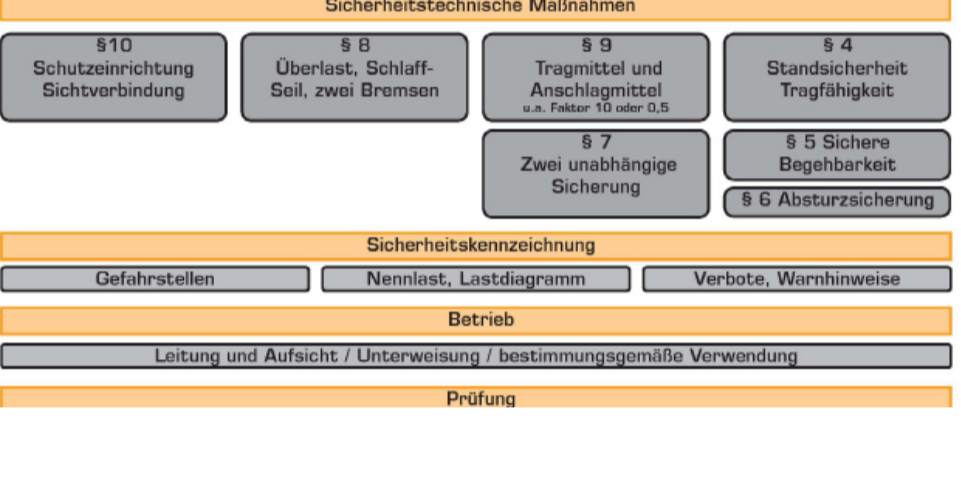 Sicherheitstechnische Maßnahmen
§10
Schutzeinrichtung
Sichtverbindung
§ 8
Überlast, Schlaff-
Seil, zwei Bremsen
§ 9
Tragmittel und
Anschlagmittel
u.a. Faktor 10 oder 0,5
§ 4
Standsicherheit
Tragfähigkeit
§ 7
Zwei unabhängige
Sicherung
§ 5 Sichere
Begehbarkeit
§ 6 Absturzsicherung
Sicherheitskennzeichnung
Gefahrstellen
Nennlast, Lastdiagramm
Verbote, Warnhinweise
Betrieb
Leitung und Aufsicht / Unterweisung / bestimmungsgemäße Verwendung
Prüfung